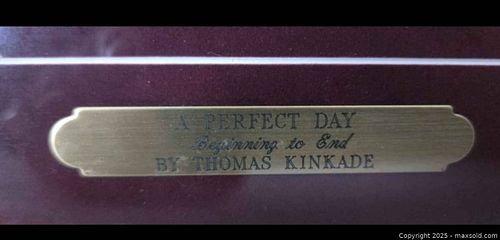 A PERFECT DAY
Beginning to End
BY THOMAS KINKADE
Copyright 2025 - maxsold.com